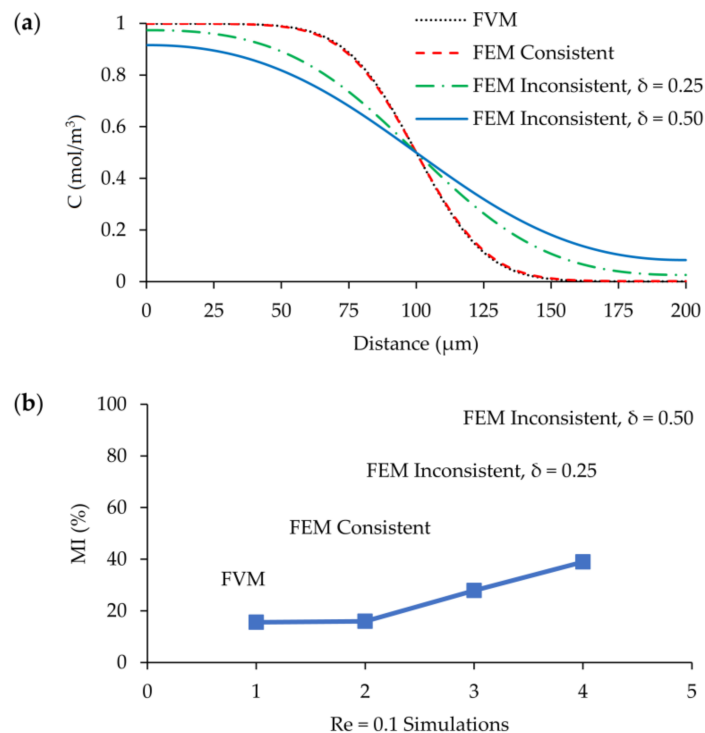 (a)
C (mol/m³)
1
0.8
0.6
0.4
0.2
0
0 25 50 75 100 125 150 175 200
Distance (µm)
FVM
FEM Consistent
FEM Inconsistent, δ = 0.25
FEM Inconsistent, δ = 0.50
(b)
MI (%)
100
80
60
40
20
0
0 1 2 3 4 5
Re = 0.1 Simulations
FEM Inconsistent, δ = 0.50
FEM Inconsistent, δ = 0.25
FEM Consistent
FVM